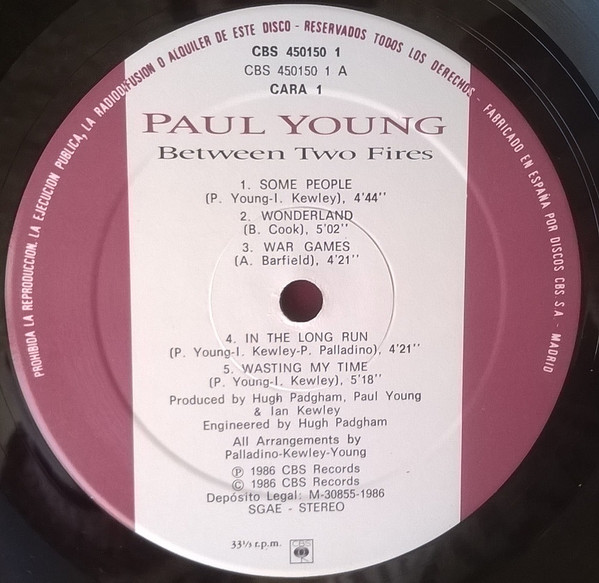 PROHIBIDA LA REPRODUCCION. LA EJECUCION PUBLICA, LA RADIODIFUSION O ALQUILER DE ESTE DISCO - RESERVADOS TODOS LOS DERECHOS - FABRICADO EN ESPAÑA POR DISCOS CBS S.A - MADRID
CBS 450150 1
CBS 450150 1 A
CARA 1
PAUL YOUNG
Between Two Fires
1. SOME PEOPLE
(P. Young-I. Kewley), 4'44''
2. WONDERLAND
(B. Cook), 5'02''
3. WAR GAMES
(A. Barfield), 4'21''
4. IN THE LONG RUN
(P. Young-I. Kewley-P. Palladino), 4'21''
5. WASTING MY TIME
(P. Young-I. Kewley), 5'18''
Produced by Hugh Padgham, Paul Young
& Ian Kewley
Engineered by Hugh Padgham
All Arrangements by
Palladino-Kewley-Young
℗ 1986 CBS Records
© 1986 CBS Records
Depósito Legal: M-30855-1986
SGAE - STEREO
33⅓ r.p.m.
CBS